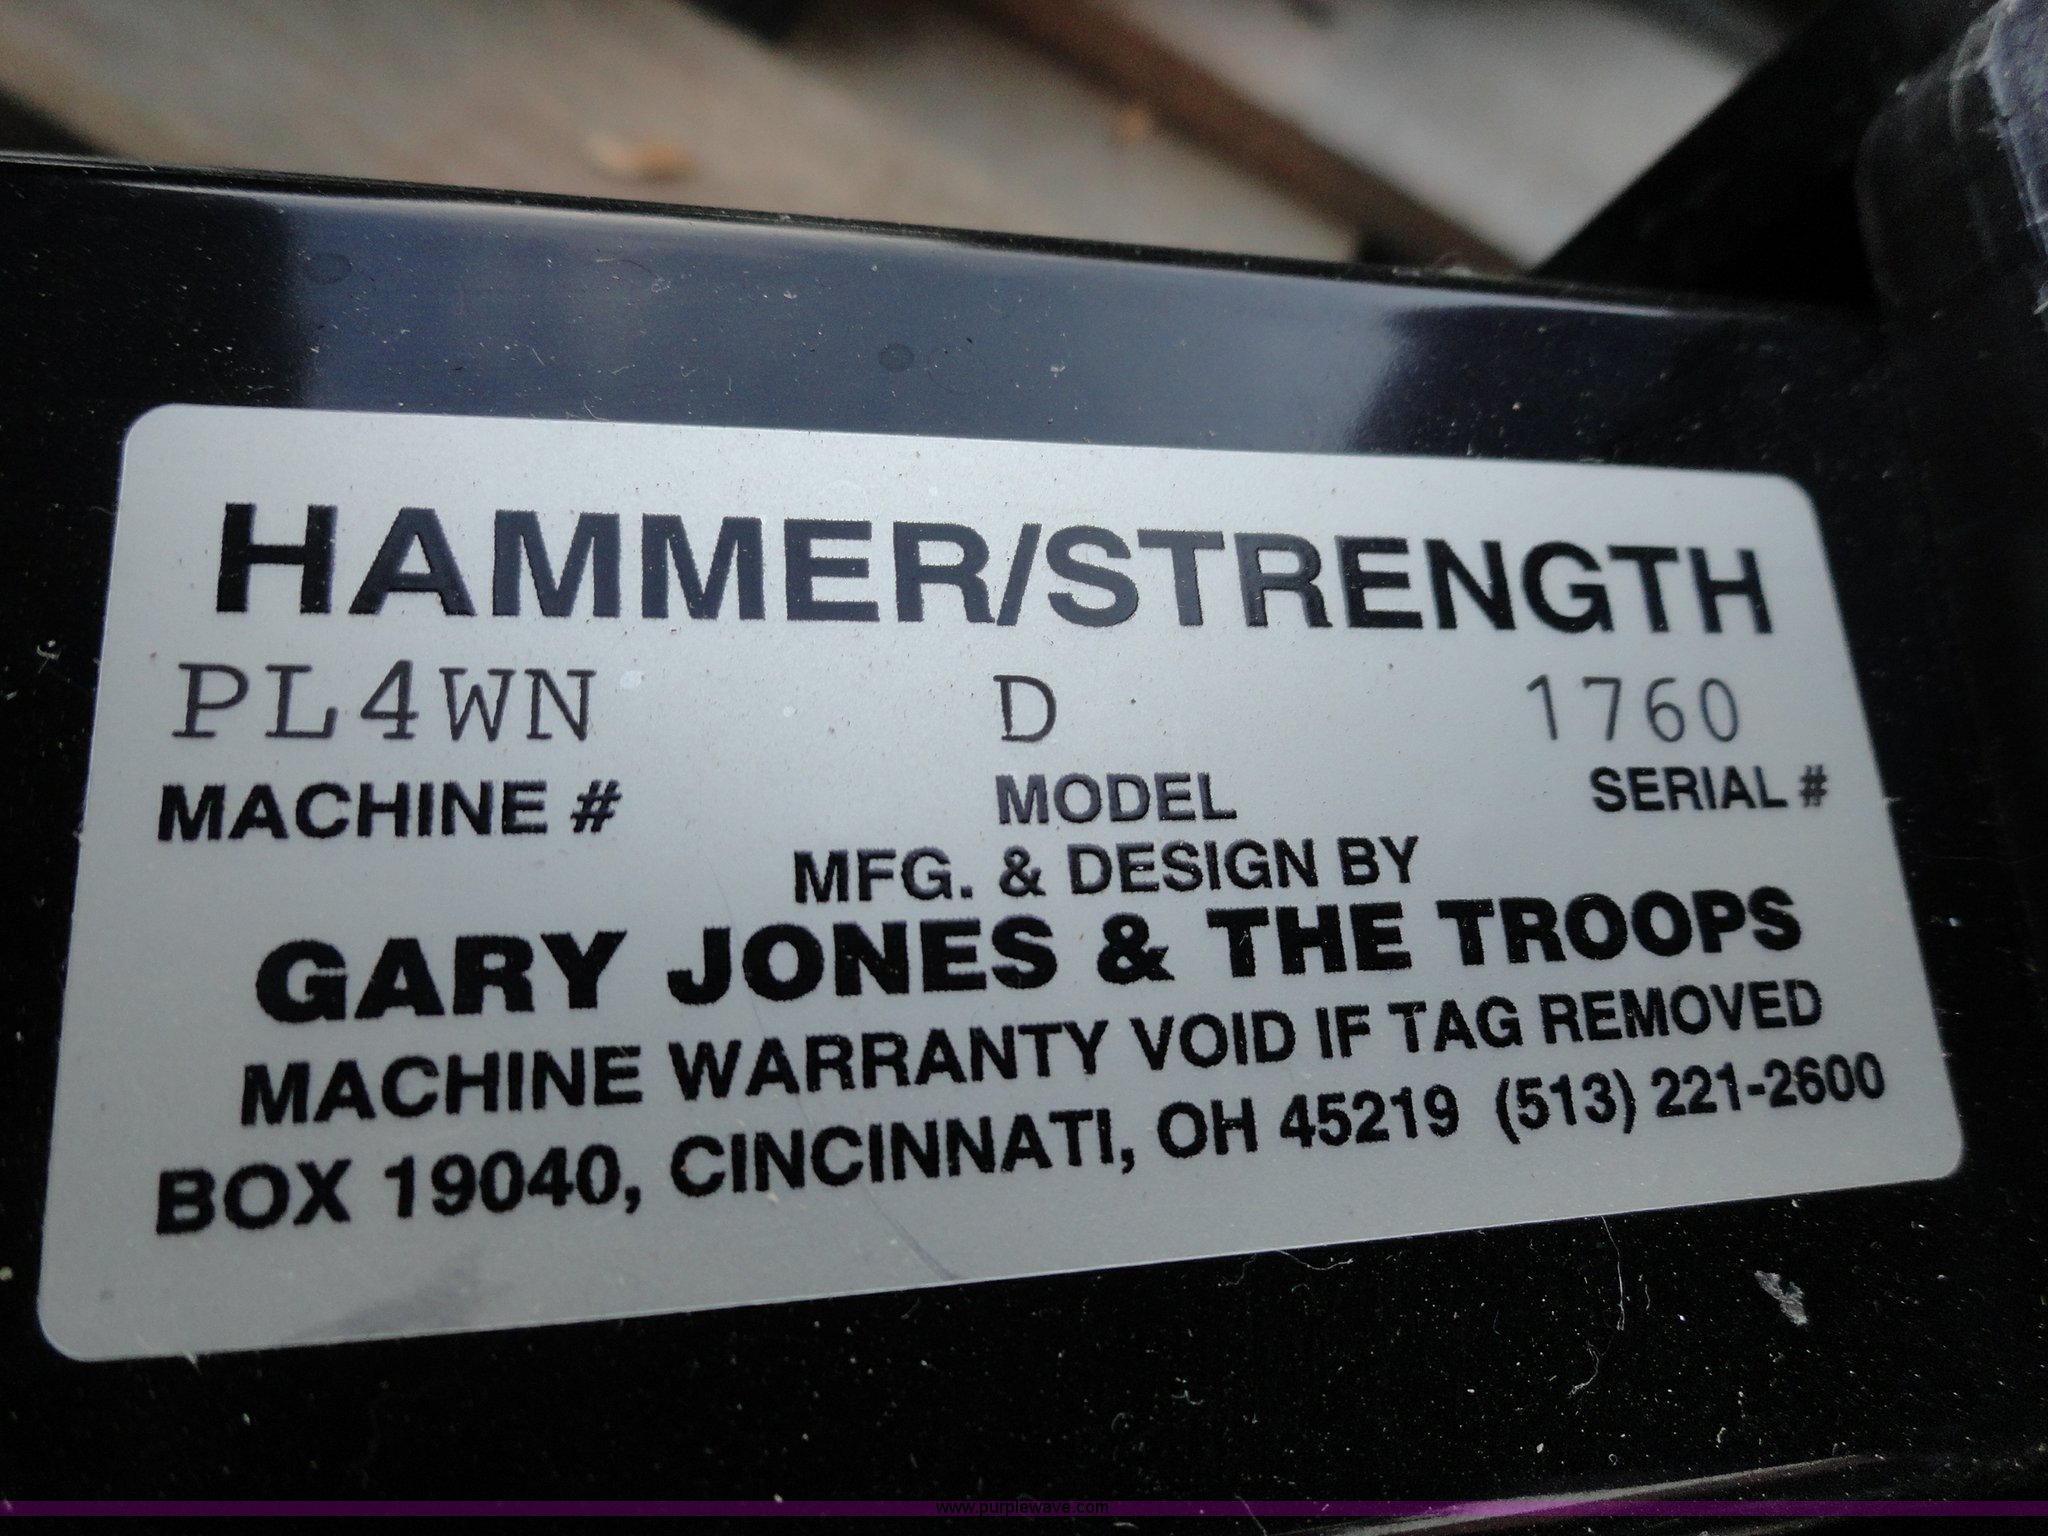 HAMMER/STRENGTH
PL4WN D 1760
MACHINE # MODEL SERIAL #
MFG. & DESIGN BY
GARY JONES & THE TROOPS
MACHINE WARRANTY VOID IF TAG REMOVED
BOX 19040, CINCINNATI, OH 45219 (513) 221-2600
www.purplewave.com